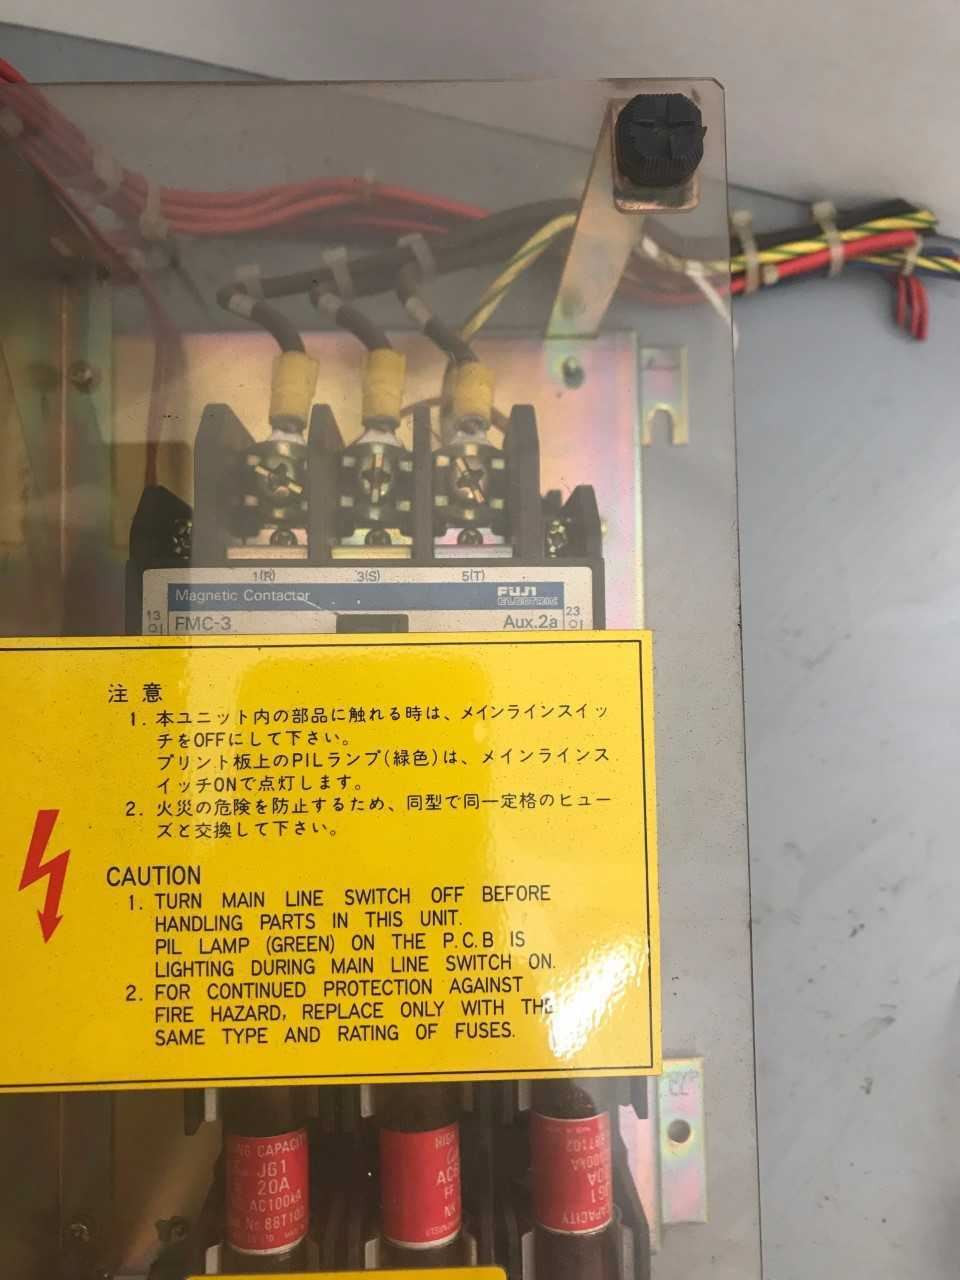 1(R) 3(S) 5(T)
Magnetic Contactor FUJI ELECTRIC
13 FMC-3 Aux.2a 23
注意
1. 本ユニット内の部品に触れる時は、メインラインスイッ
チをOFFにして下さい。
プリント板上のPILランプ(緑色)は、メインラインス
イッチONで点灯します。
2. 火災の危険を防止するため、同型で同一定格のヒュー
ズと交換して下さい。
CAUTION
1. TURN MAIN LINE SWITCH OFF BEFORE
HANDLING PARTS IN THIS UNIT.
PIL LAMP (GREEN) ON THE P.C.B IS
LIGHTING DURING MAIN LINE SWITCH ON.
2. FOR CONTINUED PROTECTION AGAINST
FIRE HAZARD, REPLACE ONLY WITH THE
SAME TYPE AND RATING OF FUSES.
NG CAPACIT
JG1
20A
AC100kA
No 88T10
CAPACITY
JG1
88T102